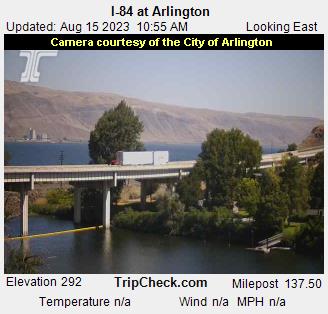 I-84 at Arlington
Updated: Aug 15 2023 10:55 AM Looking East
Camera courtesy of the City of Arlington
Elevation 292 TripCheck.com Milepost 137.50
Temperature n/a Wind n/a MPH n/a